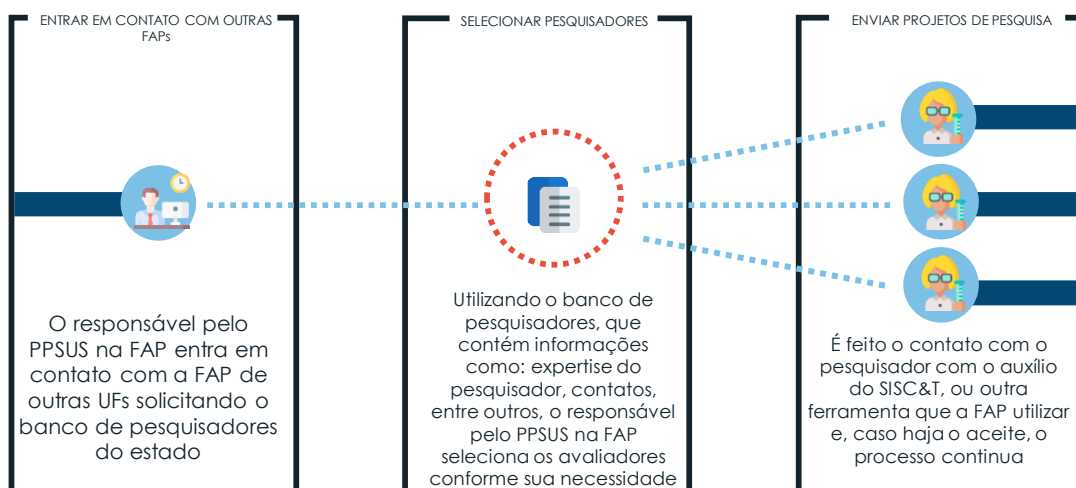 ENTRAR EM CONTATO COM OUTRAS
FAPs
O responsável pelo
PPSUS na FAP entra em
contato com a FAP de
outras UFs solicitando o
banco de pesquisadores
do estado
SELECIONAR PESQUISADORES
Utilizando o banco de
pesquisadores, que
contém informações
como: expertise do
pesquisador, contatos,
entre outros, o responsável
pelo PPSUS na FAP
seleciona os avaliadores
conforme sua necessidade
ENVIAR PROJETOS DE PESQUISA
É feito o contato com o
pesquisador com o auxílio
do SISC&T, ou outra
ferramenta que a FAP utilizar
e, caso haja o aceite, o
processo continua